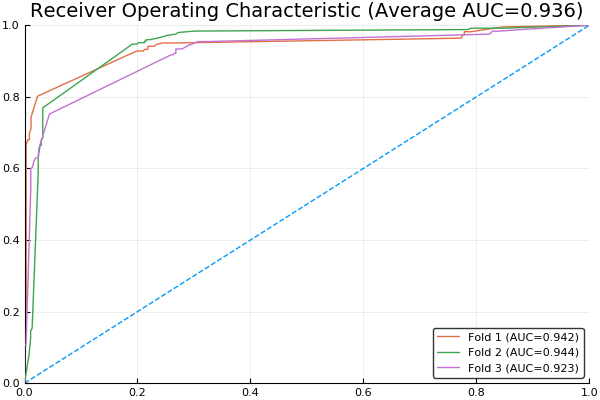 Receiver Operating Characteristic (Average AUC=0.936)
1.0
0.8
0.6
0.4
0.2
0.0
0.0 0.2 0.4 0.6 0.8 1.0
Fold 1 (AUC=0.942)
Fold 2 (AUC=0.944)
Fold 3 (AUC=0.923)